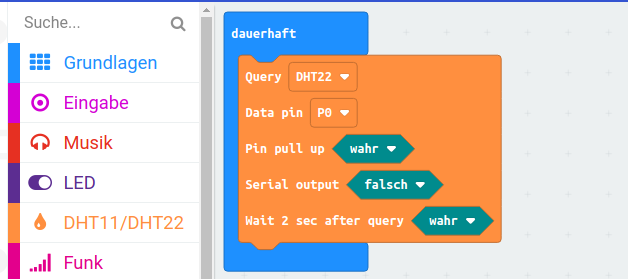 Suche...
Grundlagen
Eingabe
Musik
LED
DHT11/DHT22
Funk
dauerhaft
Query DHT22
Data pin P0
Pin pull up wahr
Serial output falsch
Wait 2 sec after query wahr